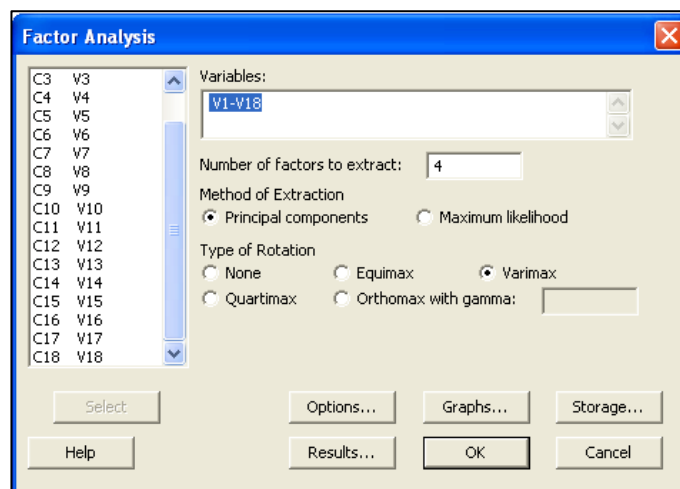 Factor Analysis
C3 V3
C4 V4
C5 V5
C6 V6
C7 V7
C8 V8
C9 V9
C10 V10
C11 V11
C12 V12
C13 V13
C14 V14
C15 V15
C16 V16
C17 V17
C18 V18
Variables:
V1-V18
Number of factors to extract: 4
Method of Extraction
Principal components Maximum likelihood
Type of Rotation
None Equimax Varimax
Quartimax Orthomax with gamma:
Select Options... Graphs... Storage...
Help Results... OK Cancel